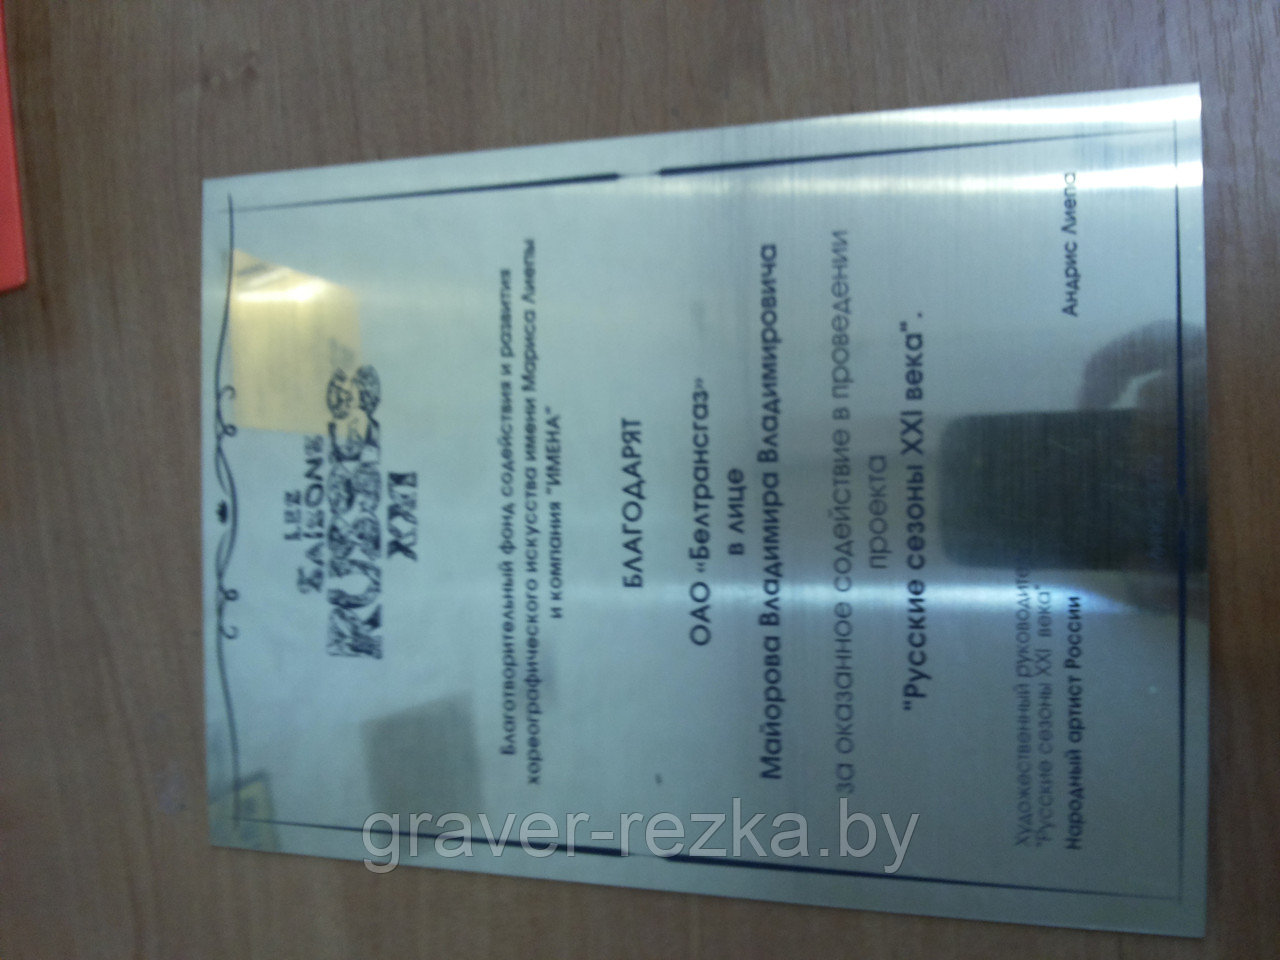 LES
SAISONS
RUSSES
XXI
Благотворительный фонд содействия и развития
хореографического искусства имени Мариса Лиепы
и компания "ИМЕНА"
БЛАГОДАРЯТ
ОАО «Белтрансгаз»
в лице
Майорова Владимира Владимировича
за оказанное содействие в проведении
проекта
"Русские сезоны XXI века".
Художественный руководитель
"Русские сезоны XXI века"
Народный артист России Андрис Лиепа
graver-rezka.by